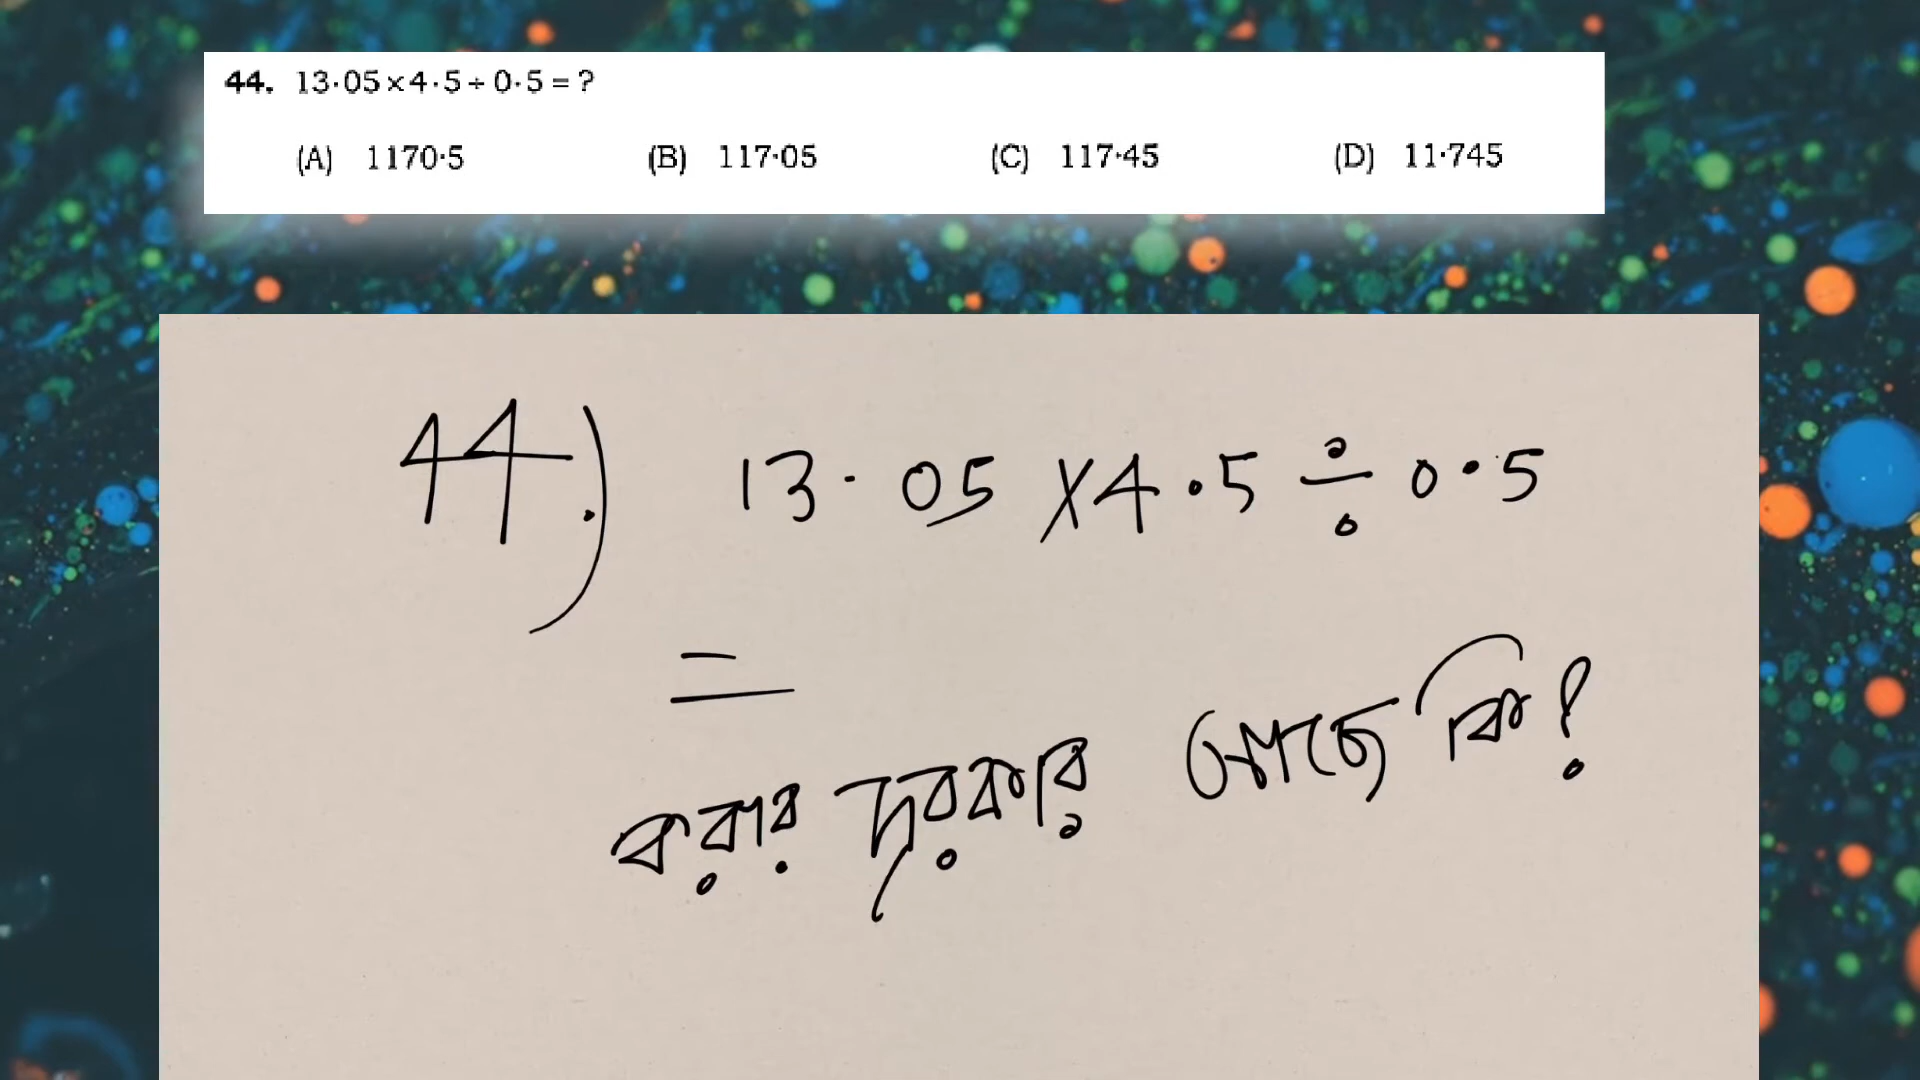 44. 13·05×4·5÷0·5=?
(A) 1170·5 (B) 117·05 (C) 117·45 (D) 11·745
44.) 13·05 X4·5 ÷ 0·5
=
করার দরকার আছে কি?